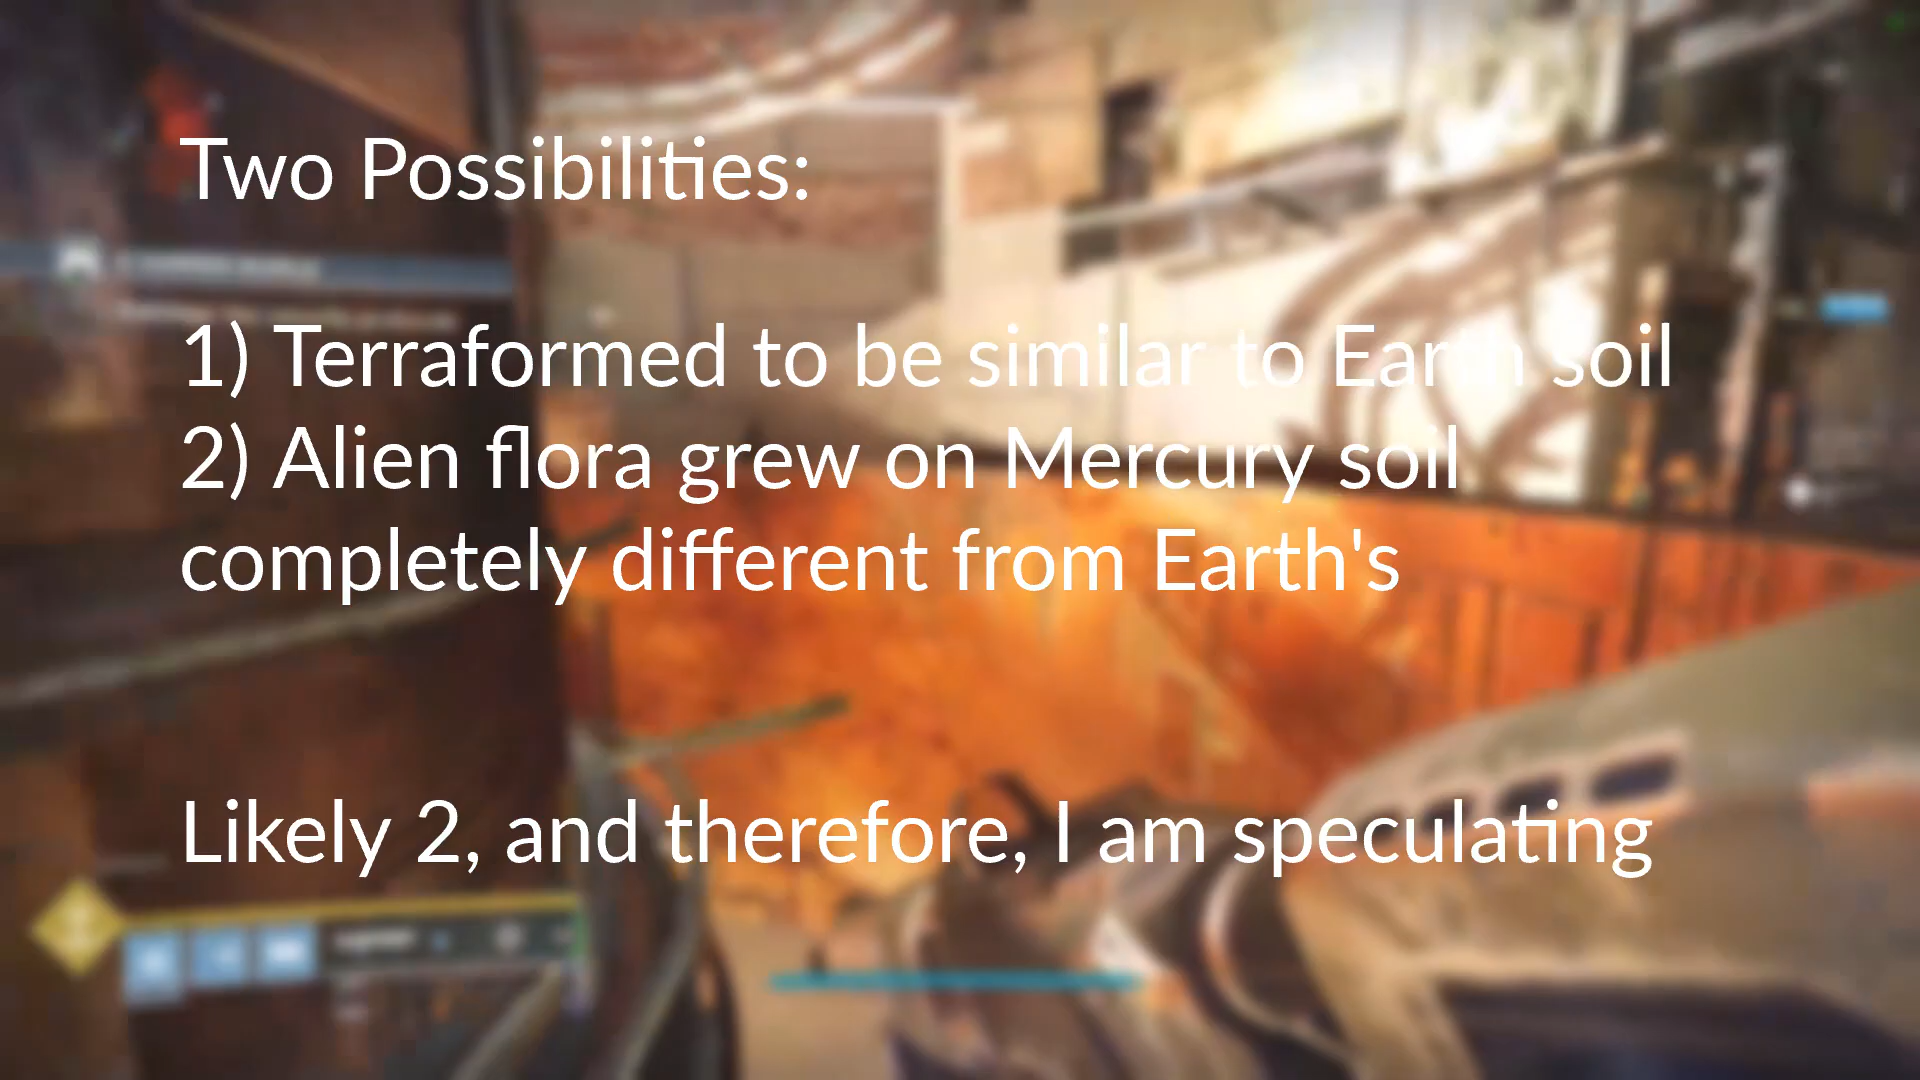 Two Possibilities:
1) Terraformed to be similar to Earth soil
2) Alien flora grew on Mercury soil
completely different from Earth's
Likely 2, and therefore, I am speculating